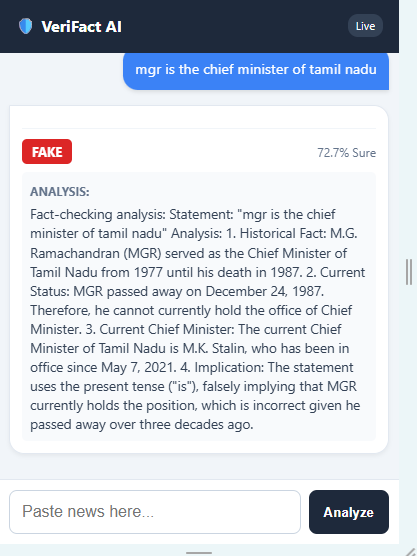 VeriFact AI
Live
mgr is the chief minister of tamil nadu
FAKE
72.7% Sure
ANALYSIS:
Fact-checking analysis: Statement: "mgr is the chief
minister of tamil nadu" Analysis: 1. Historical Fact: M.G.
Ramachandran (MGR) served as the Chief Minister of
Tamil Nadu from 1977 until his death in 1987. 2. Current
Status: MGR passed away on December 24, 1987.
Therefore, he cannot currently hold the office of Chief
Minister. 3. Current Chief Minister: The current Chief
Minister of Tamil Nadu is M.K. Stalin, who has been in
office since May 7, 2021. 4. Implication: The statement
uses the present tense ("is"), falsely implying that MGR
currently holds the position, which is incorrect given he
passed away over three decades ago.
Paste news here...
Analyze